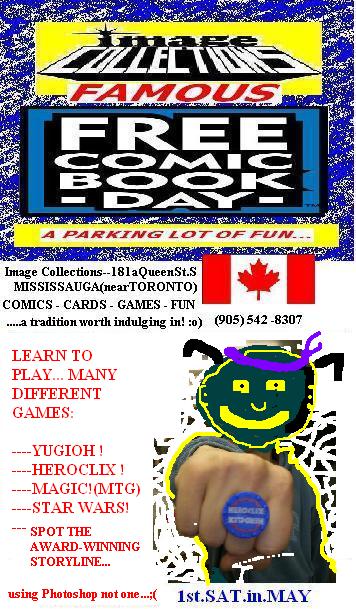 image
COLLECTIONS
FAMOUS
FREE
COMIC
BOOK
-DAY-
TM
A PARKING LOT OF FUN...
Image Collections--181aQueenSt.S
MISSISSAUGA(nearTORONTO)
COMICS - CARDS - GAMES - FUN
.....a tradition worth indulging in! :o)
(905) 542 -8307
LEARN TO
PLAY... MANY
DIFFERENT
GAMES:
----YUGIOH !
----HEROCLIX !
----MAGIC!(MTG)
----STAR WARS!
--- SPOT THE
AWARD-WINNING
STORYLINE...
HEROCLIX
using Photoshop not one...;(
1st.SAT.in.MAY